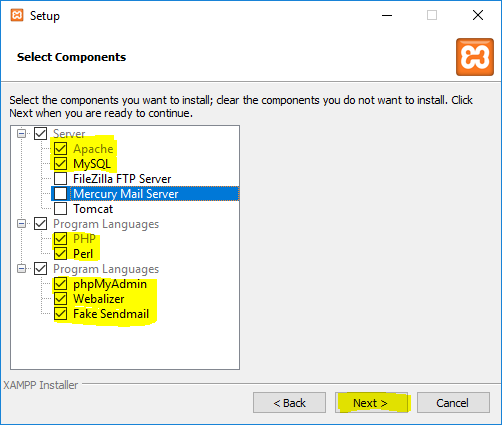 Setup
Select Components
Select the components you want to install; clear the components you do not want to install. Click
Next when you are ready to continue.
Server
Apache
MySQL
FileZilla FTP Server
Mercury Mail Server
Tomcat
Program Languages
PHP
Perl
Program Languages
phpMyAdmin
Webalizer
Fake Sendmail
XAMPP Installer
< Back
Next >
Cancel